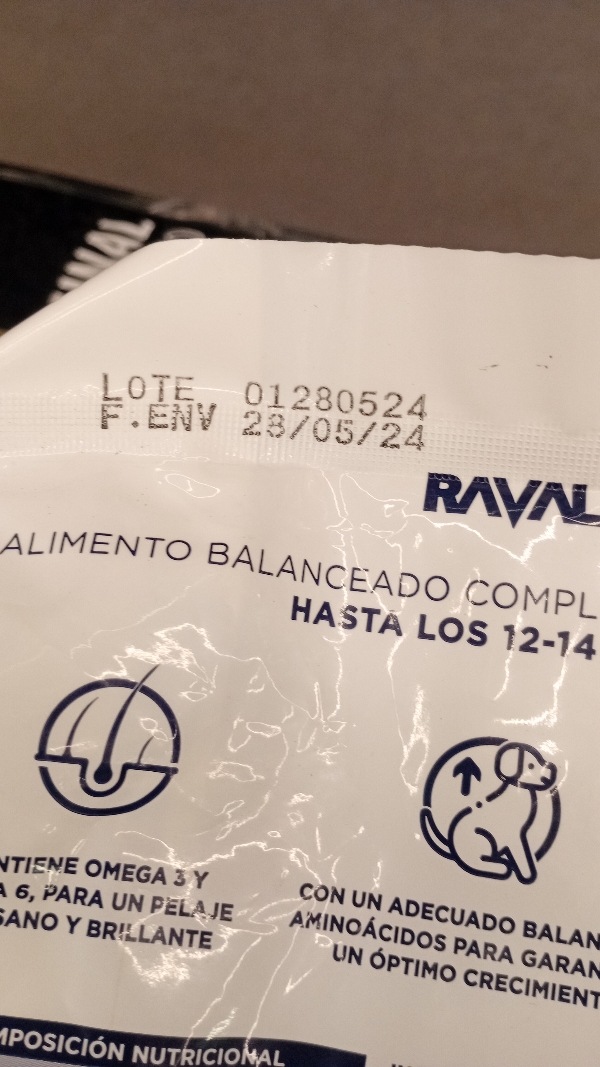 INAL
LOTE 01280524
F.ENV 28/05/24
RAVAL
ALIMENTO BALANCEADO COMPL
HASTA LOS 12-14
NTIENE OMEGA 3 Y
A 6, PARA UN PELAJE
SANO Y BRILLANTE
CON UN ADECUADO BALAN
AMINOÁCIDOS PARA GARAN
UN ÓPTIMO CRECIMIENT
MPOSICIÓN NUTRICIONAL